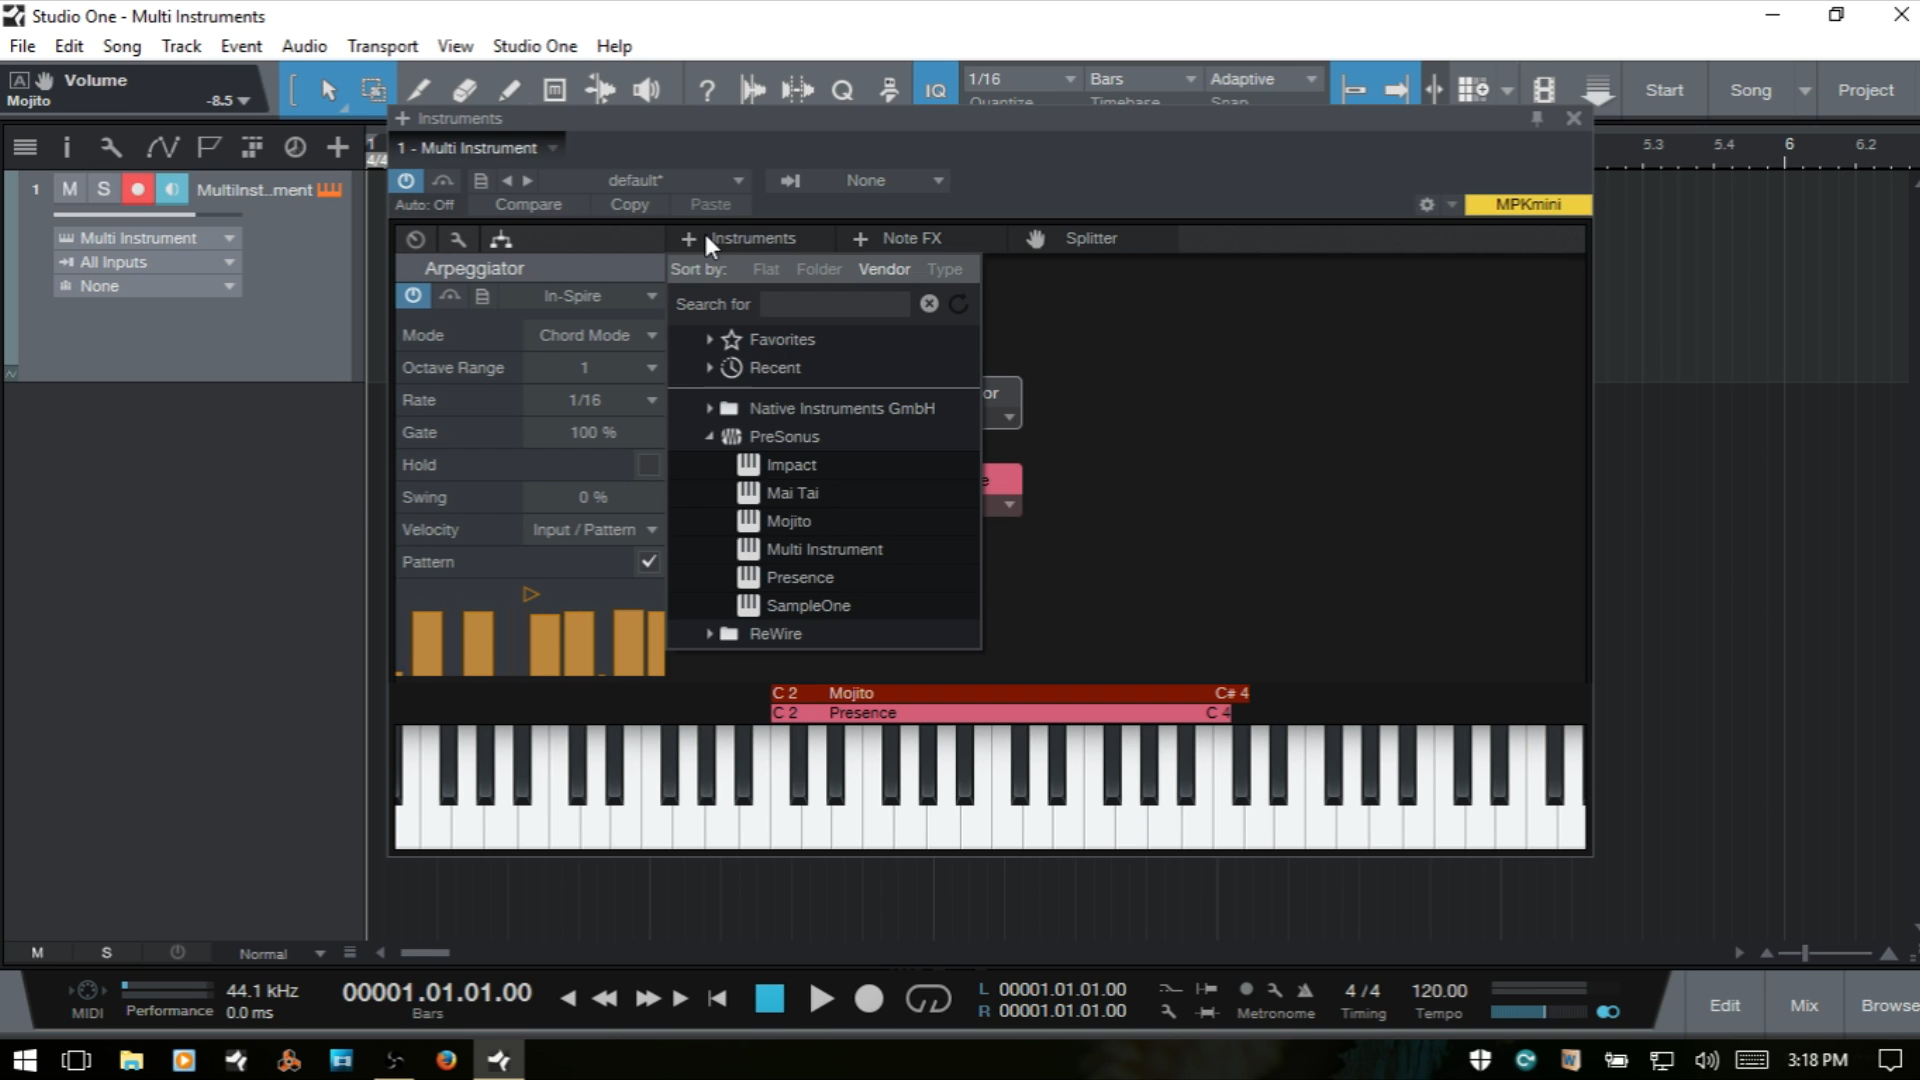 Studio One - Multi Instruments
File Edit Song Track Event Audio Transport View Studio One Help
A Volume
Mojito -8.5
IQ
1/16 Bars Adaptive
Quantize Timebase Snap
Start Song Project
Instruments
1 - Multi Instrument
default* None
Auto: Off Compare Copy Paste MPKmini
4/4
5.3 5.4 6 6.2
1 M S MultiInst..ment
Multi Instrument
All Inputs
None
Instruments Note FX Splitter
Arpeggiator
In-Spire
Mode Chord Mode
Octave Range 1
Rate 1/16
Gate 100 %
Hold
Swing 0 %
Velocity Input / Pattern
Pattern
Sort by: Flat Folder Vendor Type
Search for
Favorites
Recent
Native Instruments GmbH
PreSonus
Impact
Mai Tai
Mojito
Multi Instrument
Presence
SampleOne
ReWire
or
e
C 2 Mojito C# 4
C 2 Presence C 4
M S Normal
MIDI Performance
44.1 kHz
0.0 ms
00001.01.01.00
Bars
L 00001.01.01.00
R 00001.01.01.00
Metronome
4 / 4
Timing
120.00
Tempo
Edit Mix Browse
3:18 PM